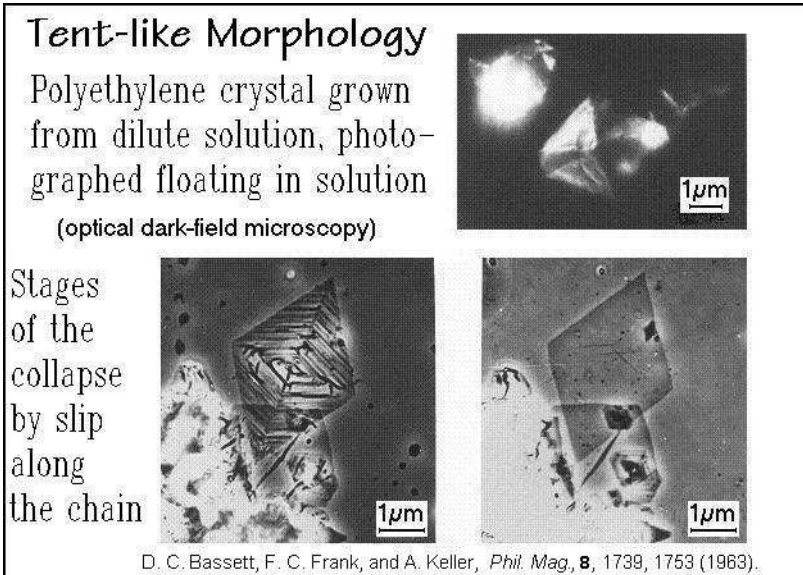 Tent-like Morphology
Polyethylene crystal grown
from dilute solution, photo-
graphed floating in solution
(optical dark-field microscopy)
1µm
Stages
of the
collapse
by slip
along
the chain
1µm
1µm
D. C. Bassett, F. C. Frank, and A. Keller, Phil. Mag., 8, 1739, 1753 (1963).